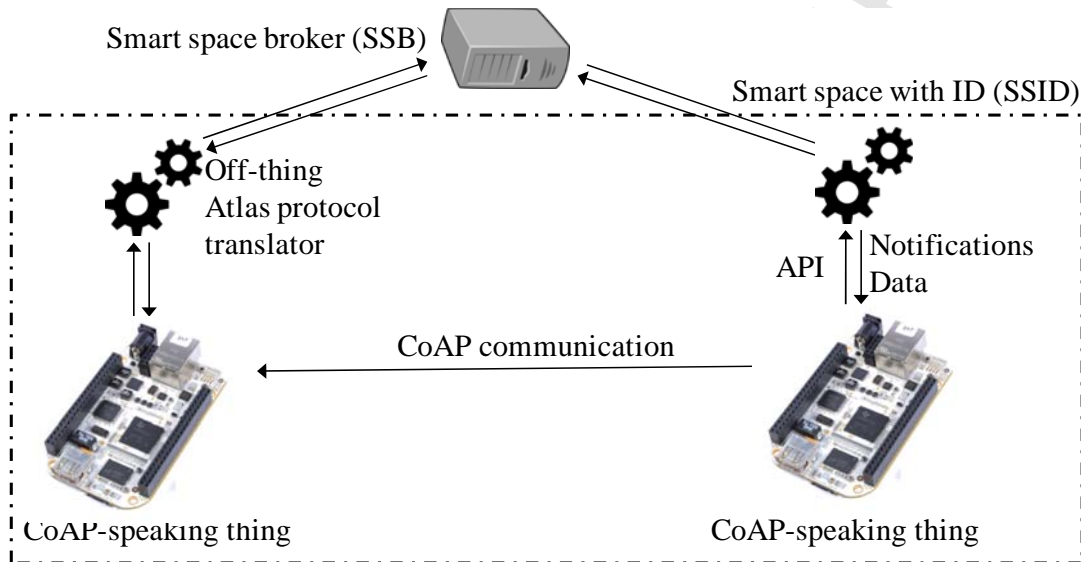 Smart space broker (SSB)
Smart space with ID (SSID)
Off-thing
Atlas protocol
translator
API
Notifications
Data
CoAP communication
CoAP-speaking thing
CoAP-speaking thing